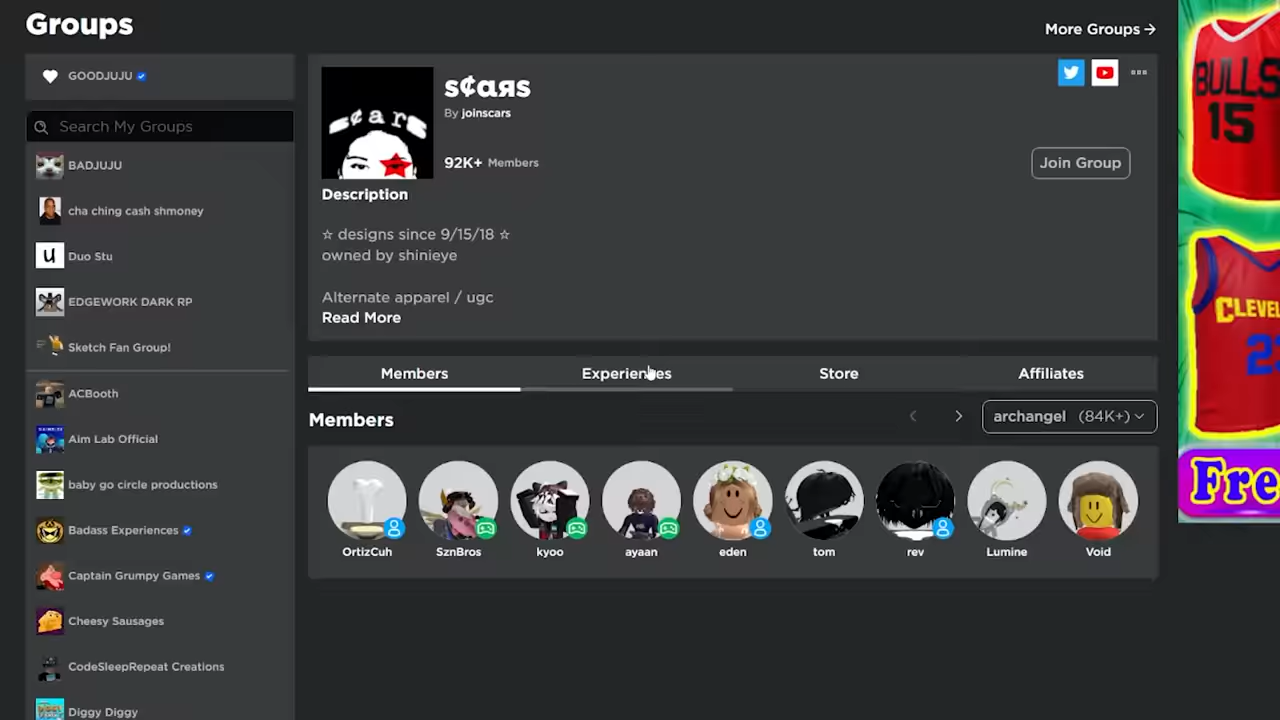 Groups
More Groups →
GOODJUJU
Search My Groups
BADJUJU
cha ching cash shmoney
u
Duo Stu
EDGEWORK DARK RP
Sketch Fan Group!
ACBooth
Aim Lab Official
baby go circle productions
Badass Experiences
Captain Grumpy Games
Cheesy Sausages
CodeSleepRepeat Creations
Diggy Diggy
s¢ars
s¢αяs
By joinscars
92K+ Members
Join Group
Description
☆ designs since 9/15/18 ☆
owned by shinieye
Alternate apparel / ugc
Read More
Members
Experiences
Store
Affiliates
Members
archangel (84K+)
OrtizCuh
SznBros
kyoo
ayaan
eden
tom
rev
Lumine
Void
BULLS
15
CLEVEL
23
Fre